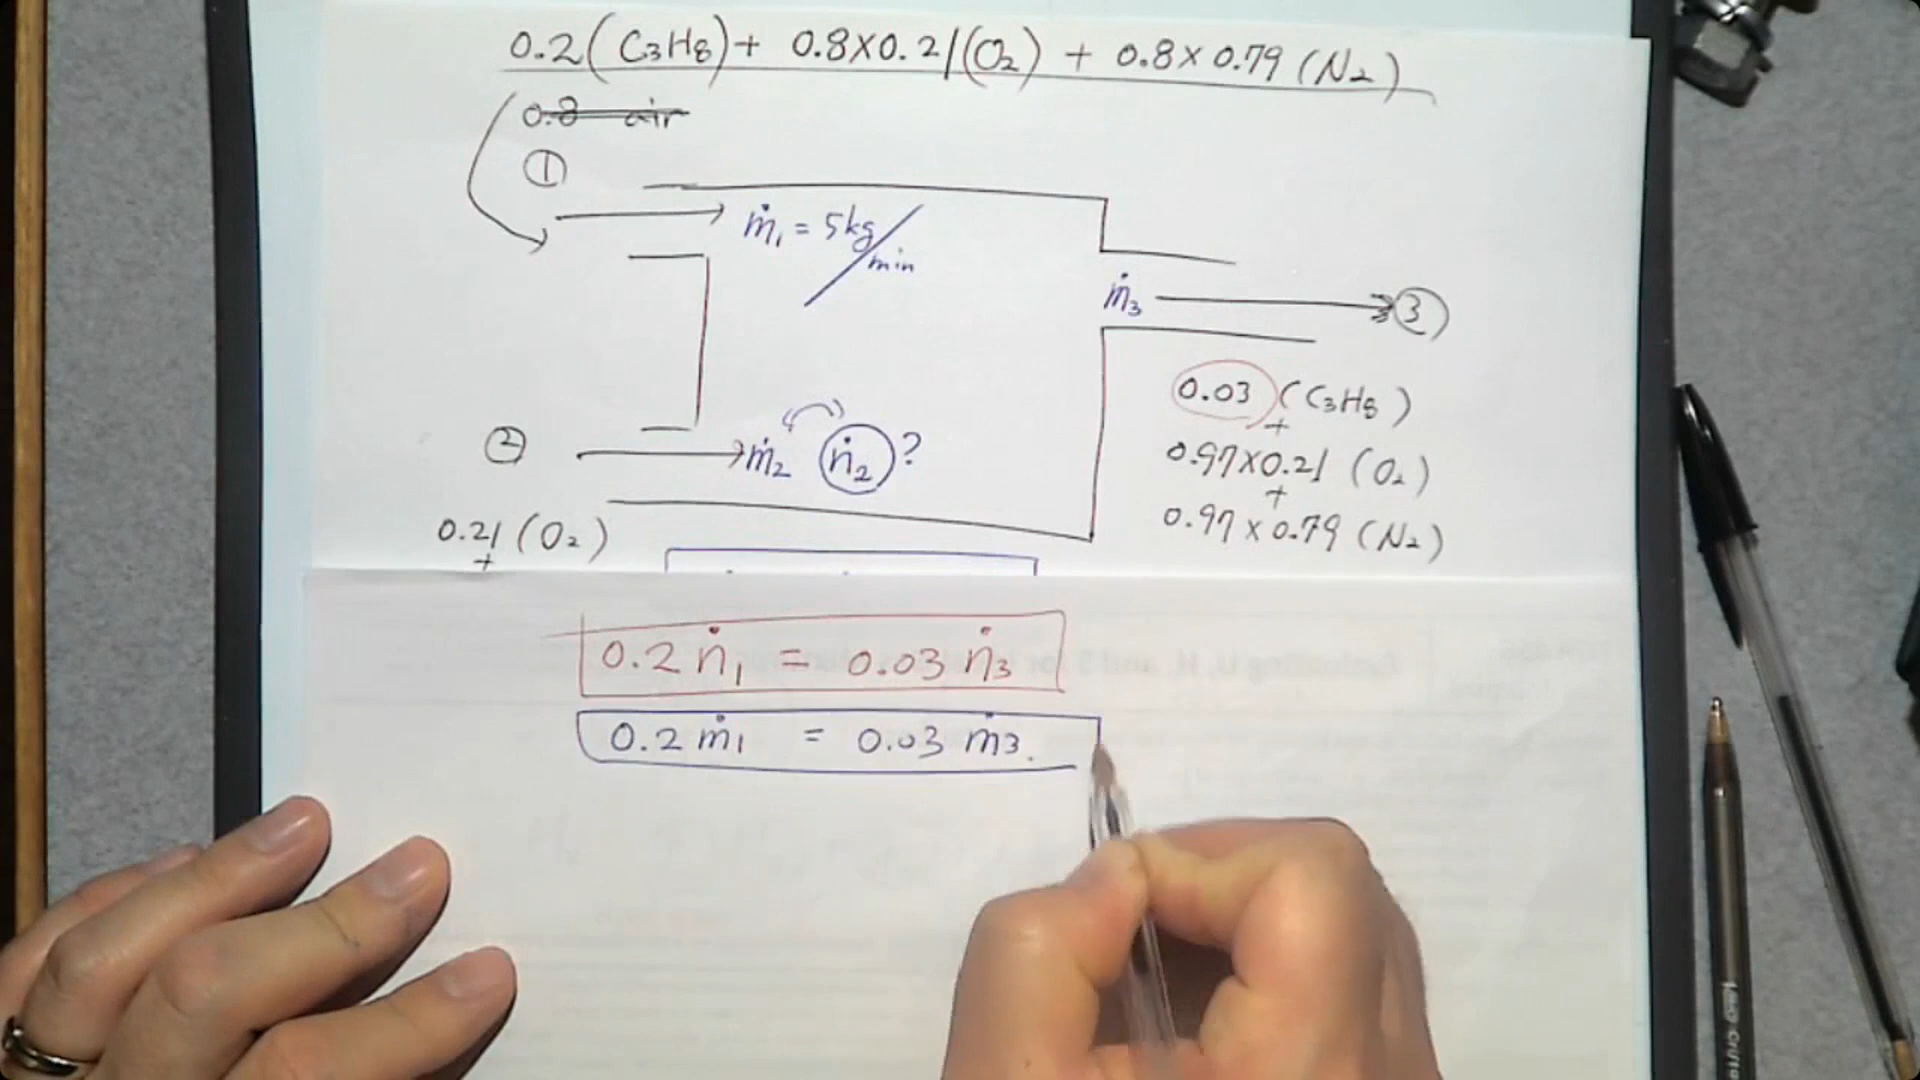 0.2(C₃H₈) + 0.8×0.21(O₂) + 0.8×0.79 (N₂)
0.8 air
①
ṁ₁ = 5kg/min
ṁ₃
③
0.03 (C₃H₈)
+
0.97×0.21 (O₂)
+
0.97×0.79 (N₂)
②
ṁ₂ ṅ₂ ?
0.21 (O₂)
+
0.2 ṅ₁ = 0.03 ṅ₃
0.2 ṁ₁ = 0.03 ṁ₃.